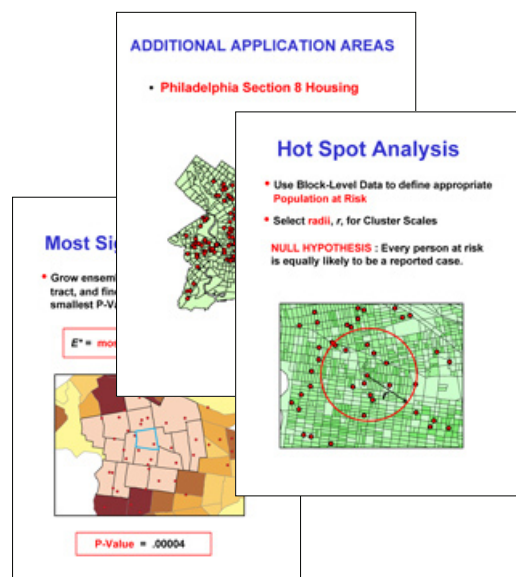 ADDITIONAL APPLICATION AREAS
• Philadelphia Section 8 Housing
Hot Spot Analysis
• Use Block-Level Data to define appropriate
Population at Risk
• Select radii, r, for Cluster Scales
NULL HYPOTHESIS : Every person at risk
is equally likely to be a reported case.
r
Most Sig
• Grow ensem
tract, and fin
smallest P-Va
E* = mos
P-Value = .00004